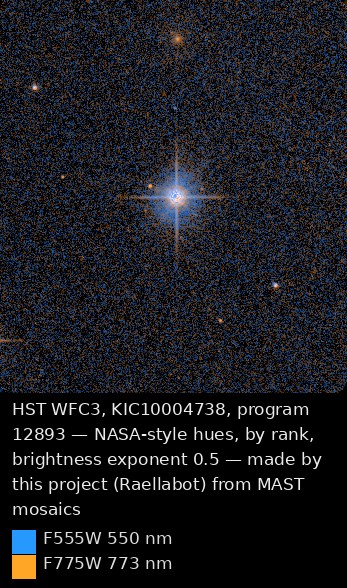 HST WFC3, KIC10004738, program
12893 — NASA-style hues, by rank,
brightness exponent 0.5 — made by
this project (Raellabot) from MAST
mosaics
F555W 550 nm
F775W 773 nm